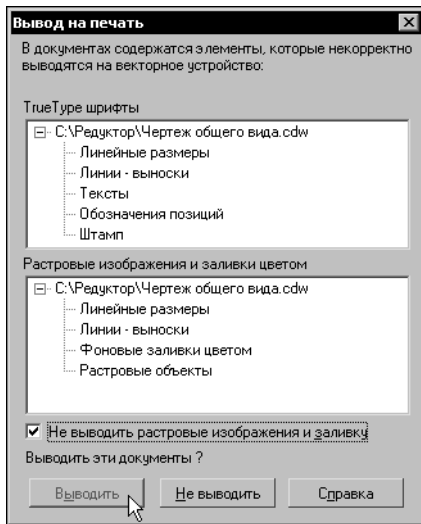 Вывод на печать
В документах содержатся элементы, которые некорректно
выводятся на векторное устройство:
TrueType шрифты
C:\Редуктор\Чертеж общего вида.cdw
Линейные размеры
Линии - выноски
Тексты
Обозначения позиций
Штамп
Растровые изображения и заливки цветом
C:\Редуктор\Чертеж общего вида.cdw
Линейные размеры
Линии - выноски
Фоновые заливки цветом
Растровые объекты
Не выводить растровые изображения и заливку
Выводить эти документы ?
Выводить Не выводить Справка